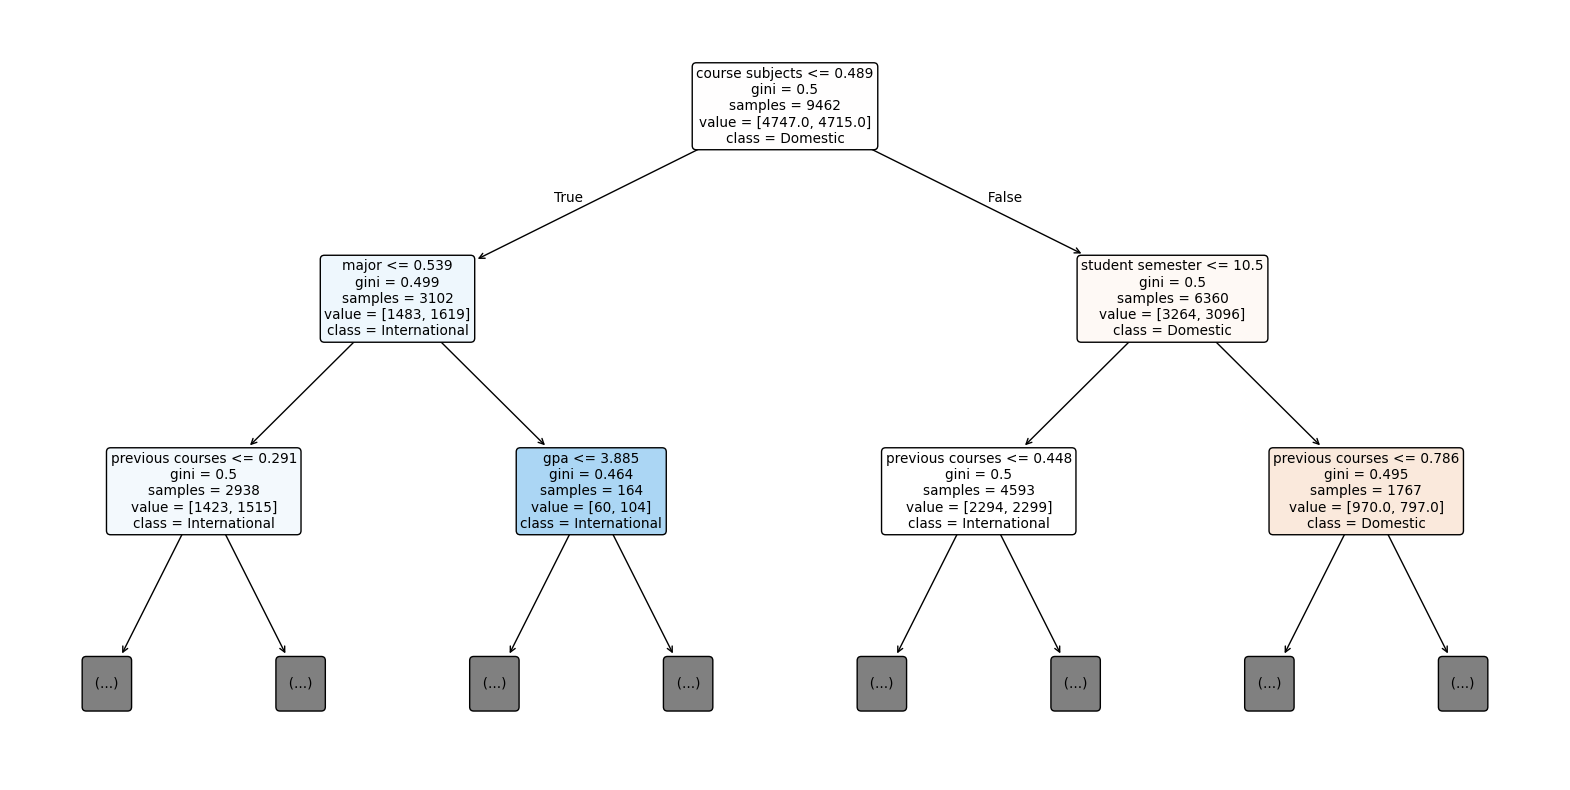 course subjects <= 0.489
gini = 0.5
samples = 9462
value = [4747.0, 4715.0]
class = Domestic
True
False
major <= 0.539
gini = 0.499
samples = 3102
value = [1483, 1619]
class = International
student semester <= 10.5
gini = 0.5
samples = 6360
value = [3264, 3096]
class = Domestic
previous courses <= 0.291
gini = 0.5
samples = 2938
value = [1423, 1515]
class = International
gpa <= 3.885
gini = 0.464
samples = 164
value = [60, 104]
class = International
previous courses <= 0.448
gini = 0.5
samples = 4593
value = [2294, 2299]
class = International
previous courses <= 0.786
gini = 0.495
samples = 1767
value = [970.0, 797.0]
class = Domestic
(...)
(...)
(...)
(...)
(...)
(...)
(...)
(...)